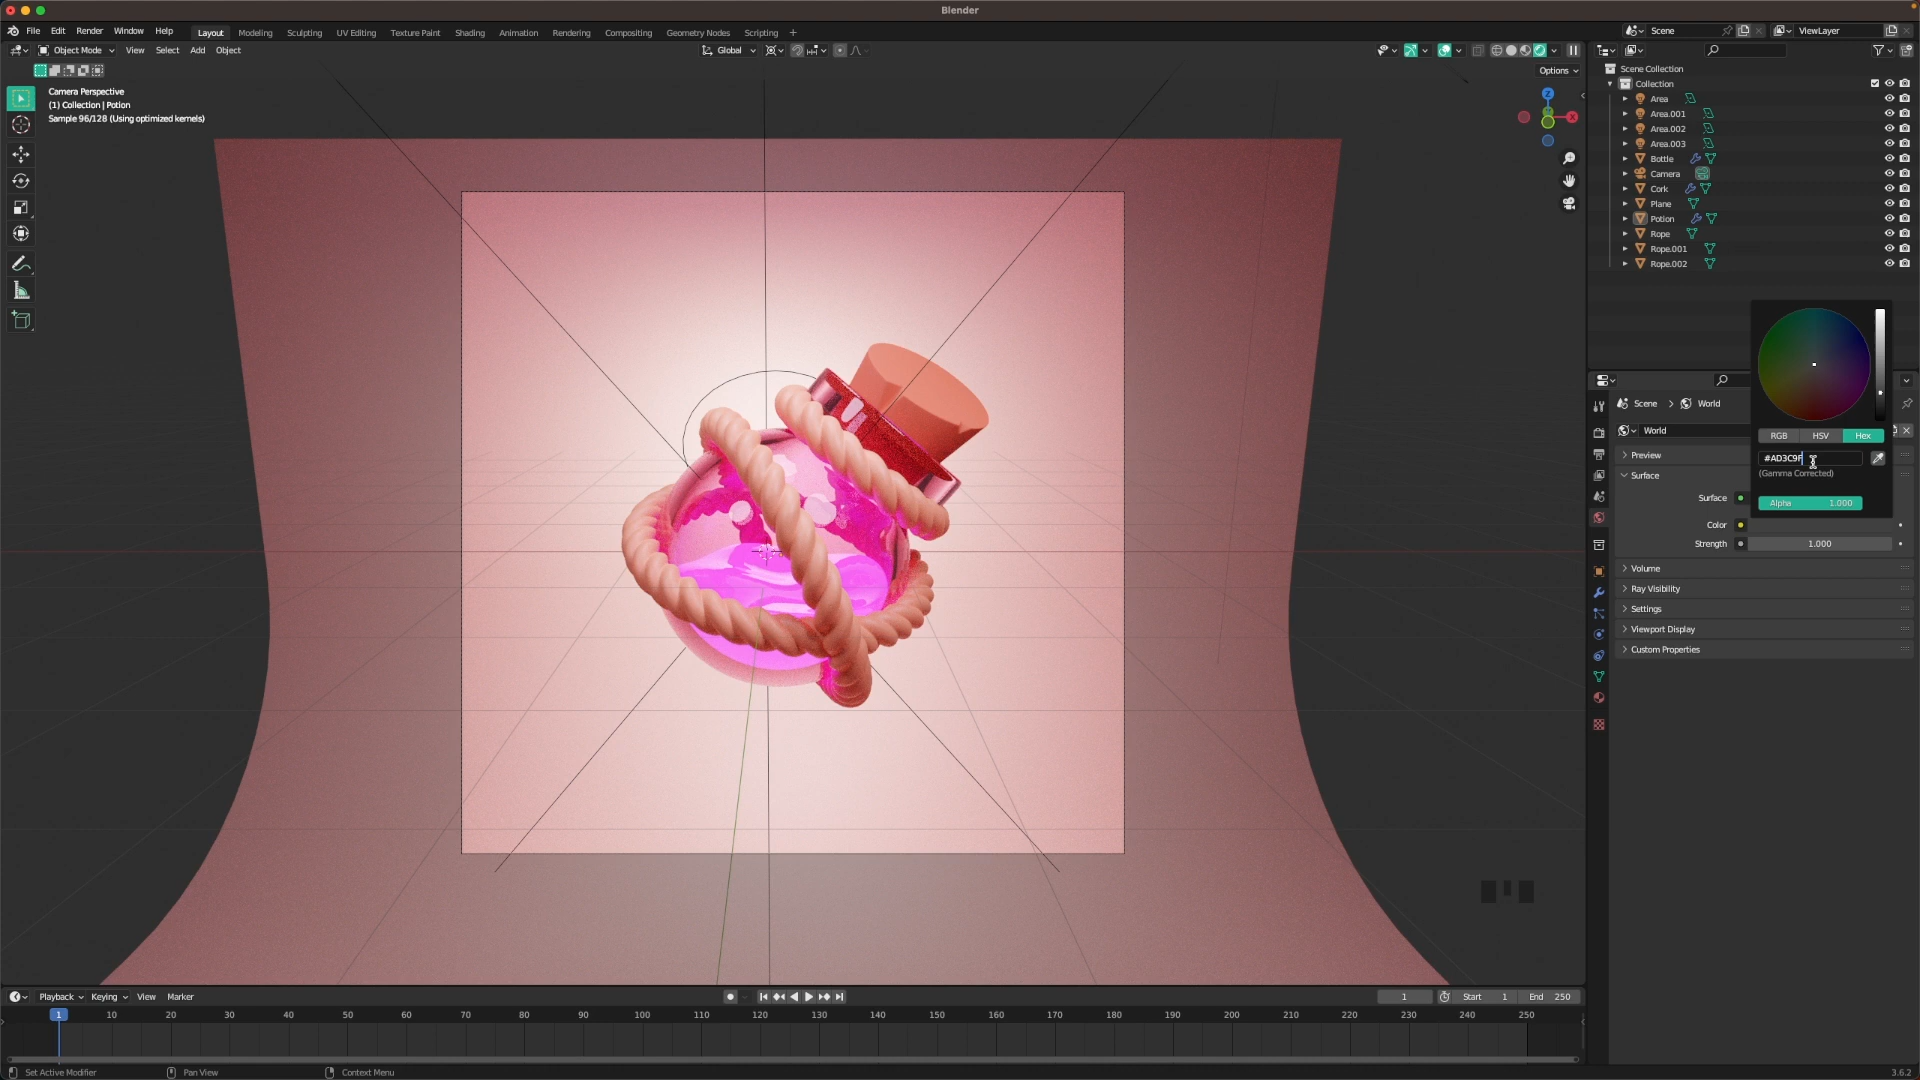 Blender
File Edit Render Window Help
Layout Modeling Sculpting UV Editing Texture Paint Shading Animation Rendering Compositing Geometry Nodes Scripting +
Scene ViewLayer
Object Mode View Select Add Object
Global
Options
Camera Perspective
(1) Collection | Potion
Sample 96/128 (Using optimized kernels)
Z
X
Scene Collection
Collection
Area
Area.001
Area.002
Area.003
Bottle
Camera
Cork
Plane
Potion
Rope
Rope.001
Rope.002
Scene > World
World
RGB HSV Hex
#AD3C9F
(Gamma Corrected)
Alpha 1.000
Preview
Surface
Surface
Color
Strength 1.000
Volume
Ray Visibility
Settings
Viewport Display
Custom Properties
Playback Keying View Marker
1 Start 1 End 250
1 10 20 30 40 50 60 70 80 90 100 110 120 130 140 150 160 170 180 190 200 210 220 230 240 250
Set Active Modifier Pan View Context Menu
3.6.2